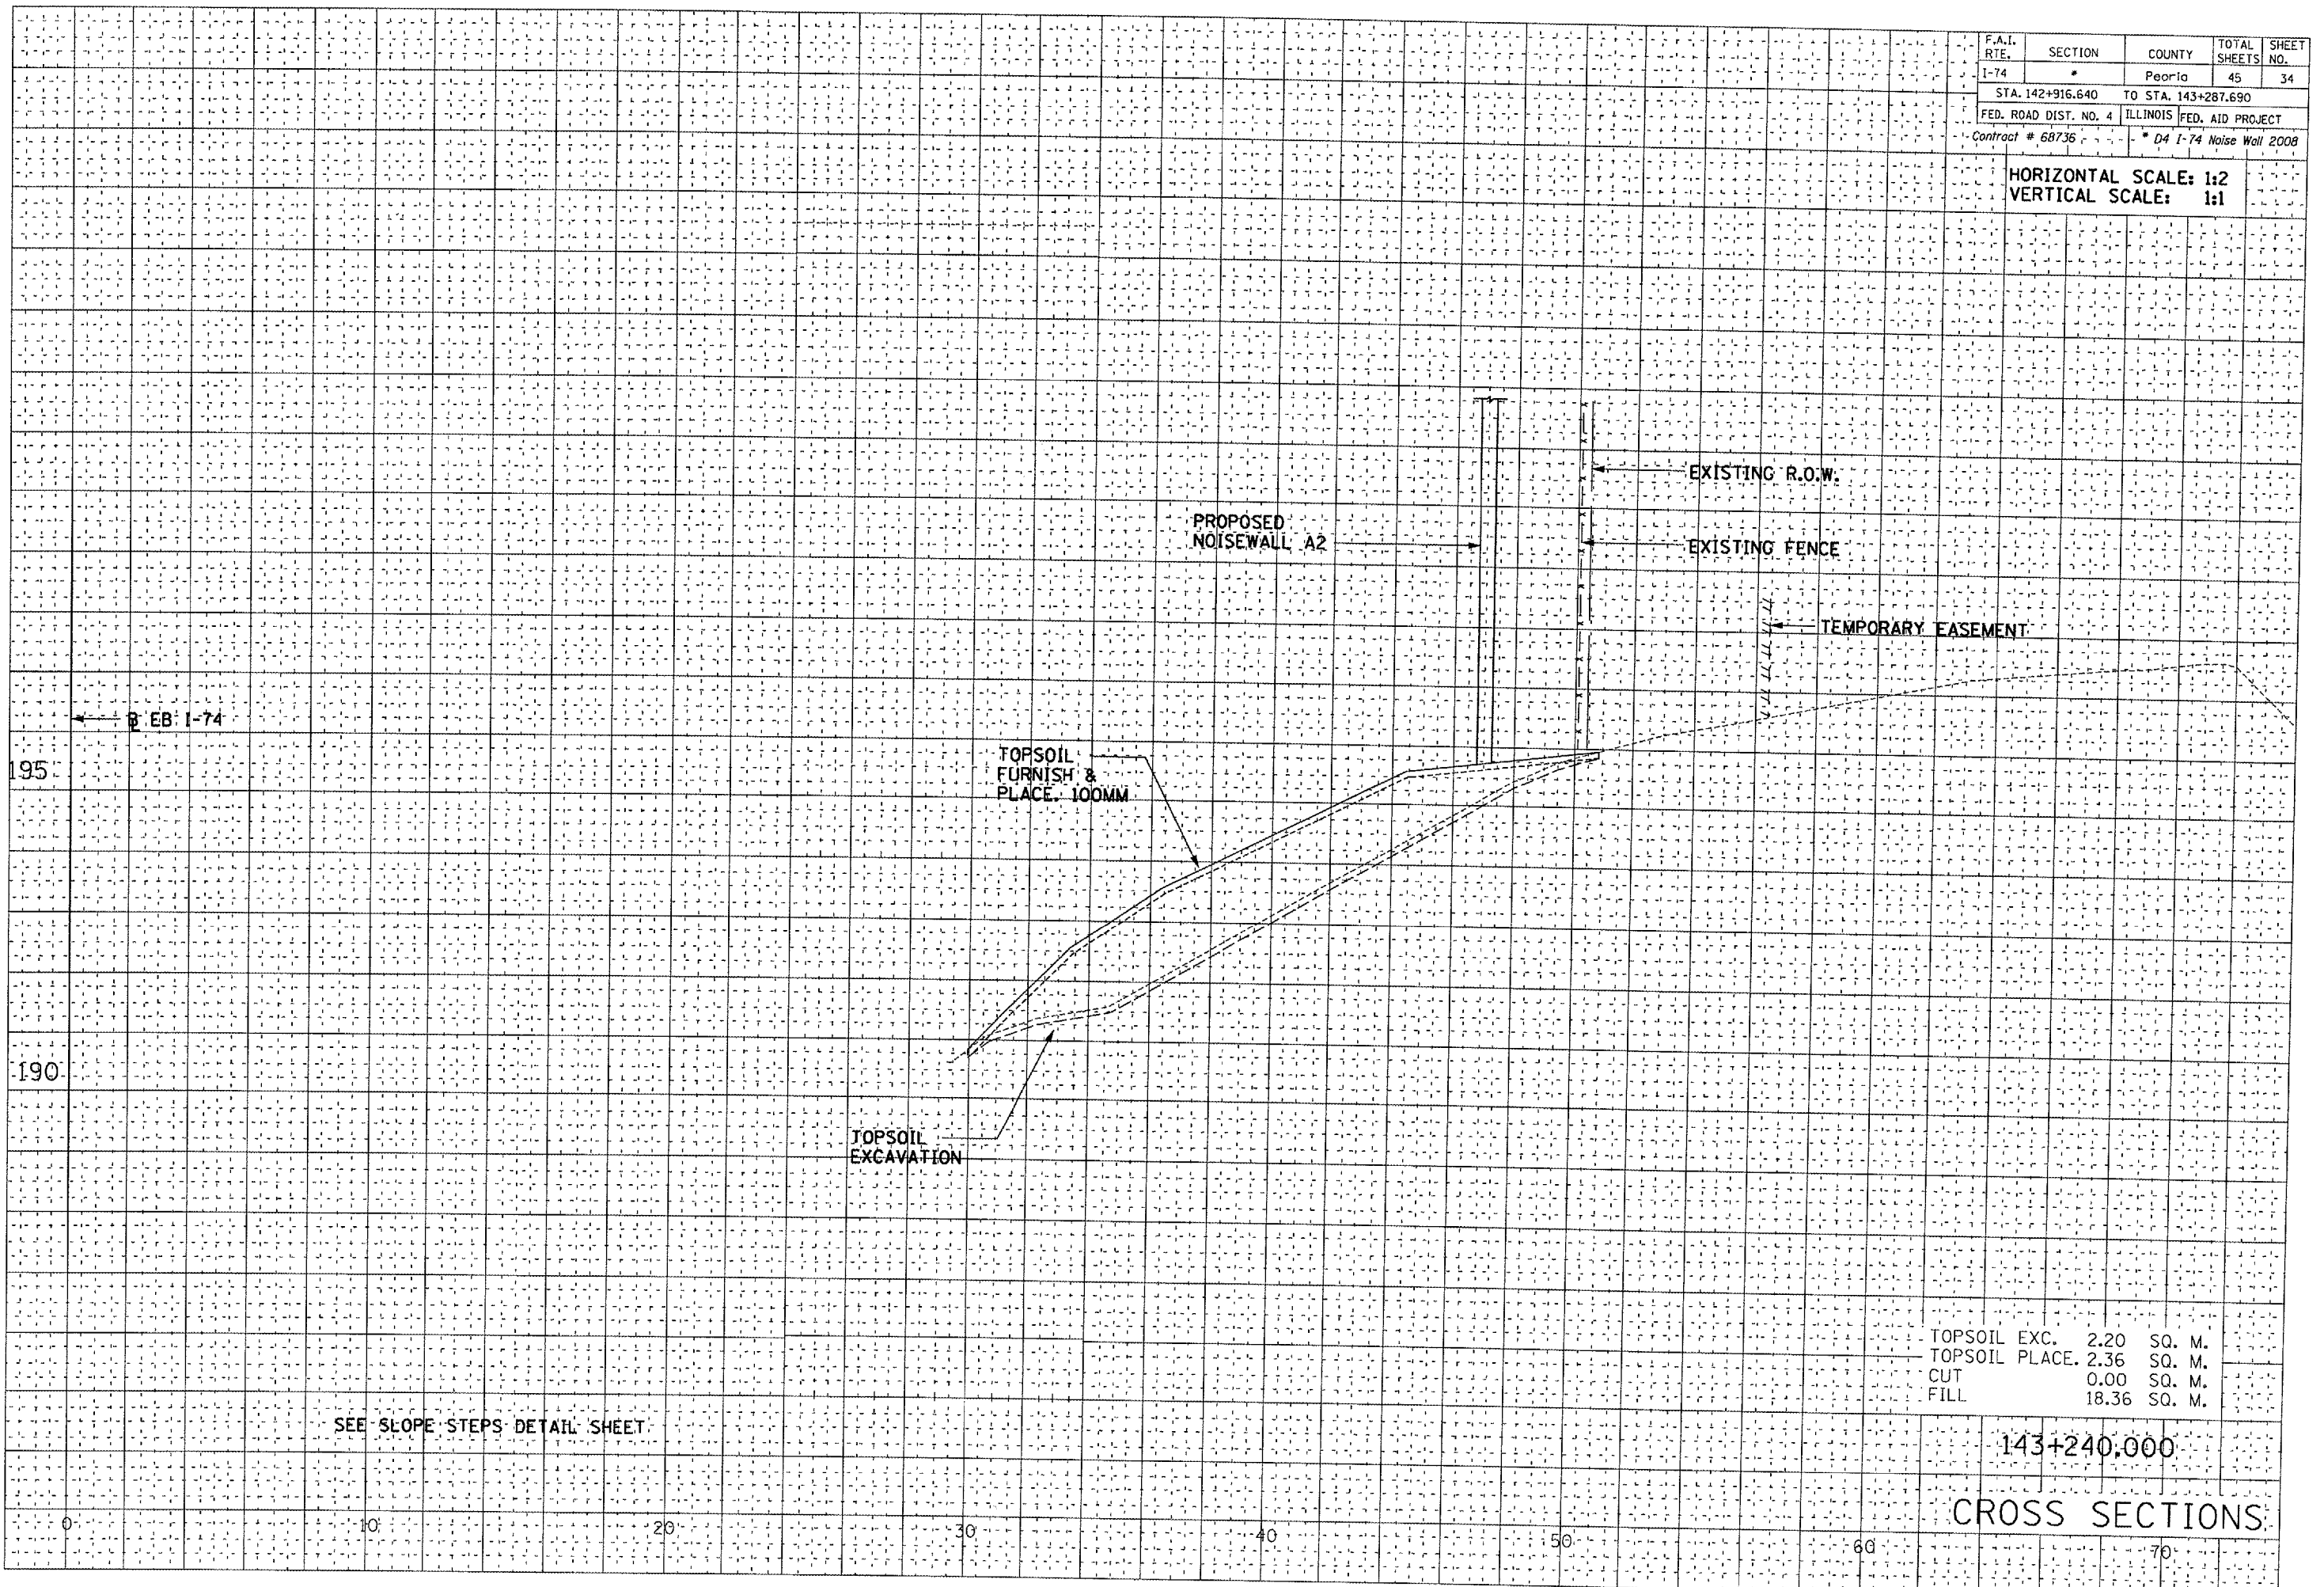 F.A.I. RTE. SECTION COUNTY TOTAL SHEETS SHEET NO.
I-74 * Peoria 45 34
STA. 142+916.640 TO STA. 143+287.690
FED. ROAD DIST. NO. 4 ILLINOIS FED. AID PROJECT
Contract # 68736 * D4 I-74 Noise Wall 2008
HORIZONTAL SCALE: 1:2
VERTICAL SCALE: 1:1
EXISTING R.O.W.
PROPOSED
NOISEWALL A2
EXISTING FENCE
TEMPORARY EASEMENT
BL EB I-74
TOPSOIL
FURNISH &
PLACE. 100MM
195
190
TOPSOIL
EXCAVATION
TOPSOIL EXC. 2.20 SQ. M.
TOPSOIL PLACE. 2.36 SQ. M.
CUT 0.00 SQ. M.
FILL 18.36 SQ. M.
SEE SLOPE STEPS DETAIL SHEET
143+240.000
CROSS SECTIONS
0 10 20 30 40 50 60 70